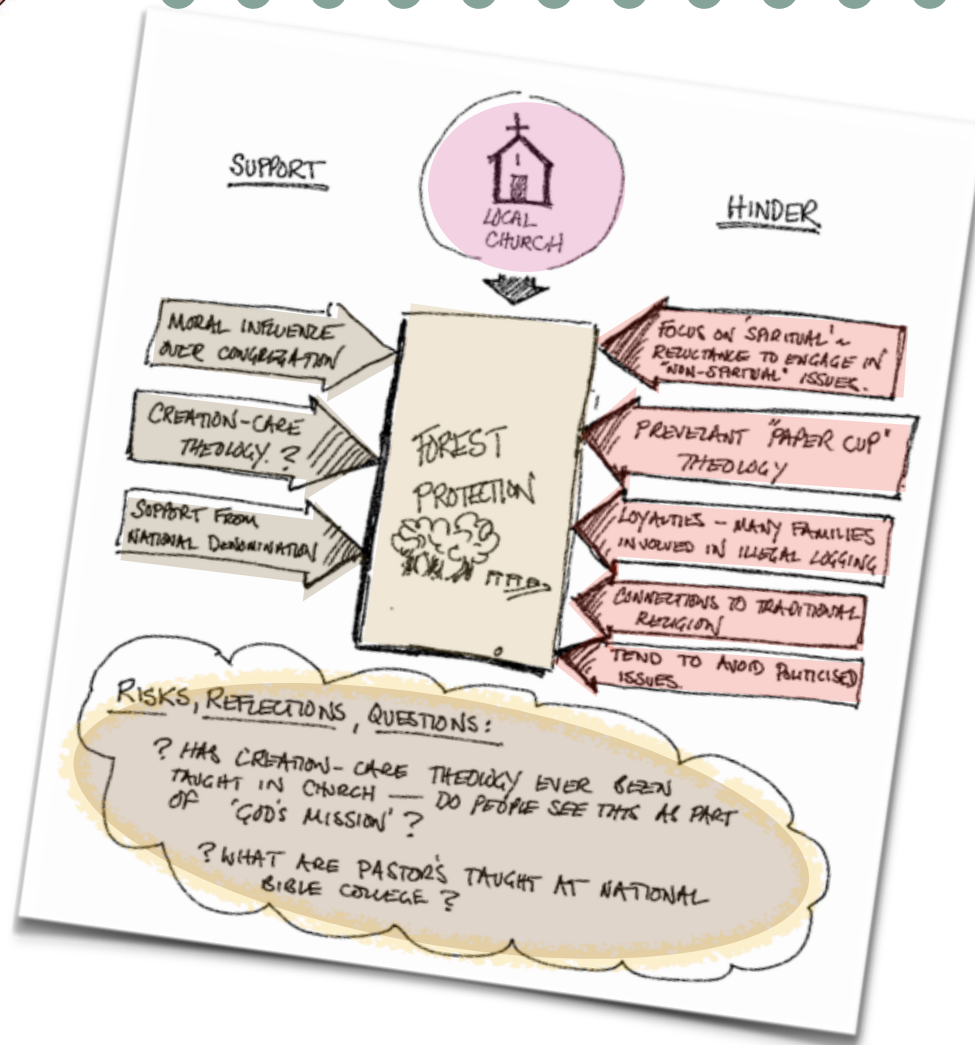 SUPPORT
LOCAL
CHURCH
HINDER
MORAL INFLUENCE
OVER CONGREGATION
CREATION-CARE
THEOLOGY. ?
SUPPORT FROM
NATIONAL DENOMINATION
FOREST
PROTECTION
FOCUS ON 'SPIRITUAL' ~
RELUCTANCE TO ENGAGE IN
"NON-SPIRITUAL" ISSUES.
PREVELANT "PAPER CUP"
THEOLOGY
LOYALTIES – MANY FAMILIES
INVOLVED IN ILLEGAL LOGGING
CONNECTIONS TO TRADITIONAL
RELIGION
TEND TO AVOID POLITICISED
ISSUES.
RISKS, REFLECTIONS, QUESTIONS:
? HAS CREATION-CARE THEOLOGY EVER BEEN
TAUGHT IN CHURCH — DO PEOPLE SEE THIS AS PART
OF 'GOD'S MISSION' ?
? WHAT ARE PASTOR'S TAUGHT AT NATIONAL
BIBLE COLLEGE ?